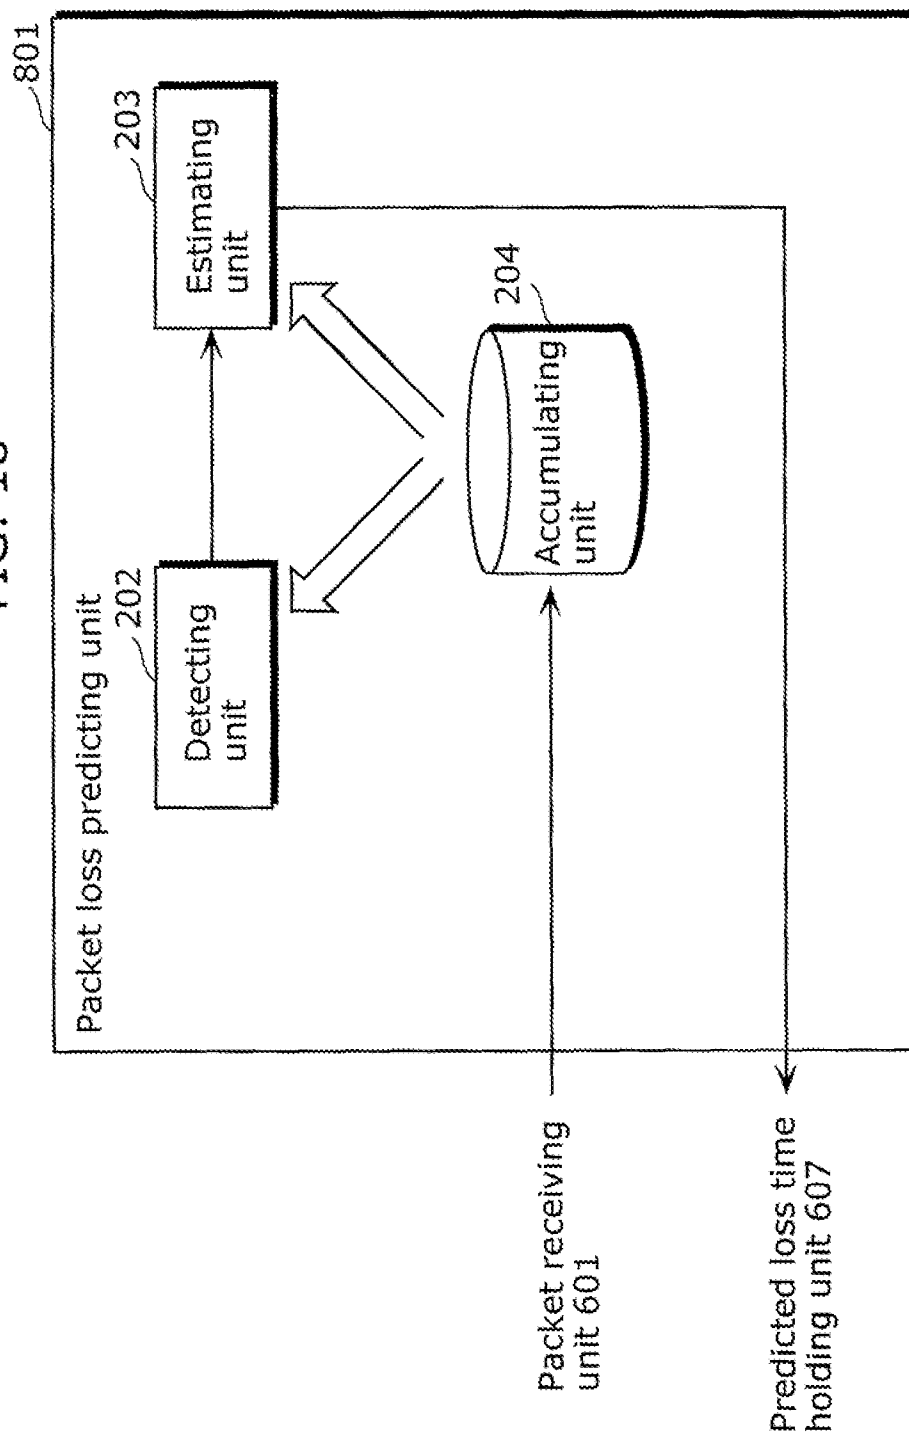 801
Packet loss predicting unit
202
203
Detecting
unit
Estimating
unit
204
Accumulating
unit
Packet receiving
unit 601
Predicted loss time
holding unit 607